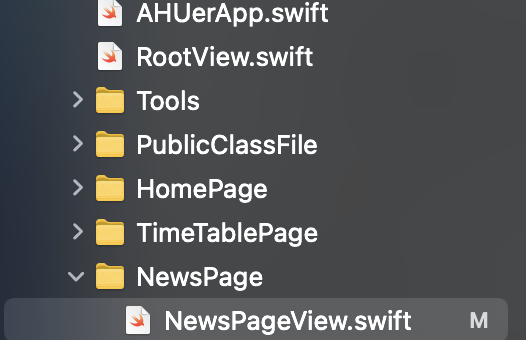 AHUerApp.swift
RootView.swift
Tools
PublicClassFile
HomePage
TimeTablePage
NewsPage
NewsPageView.swift M